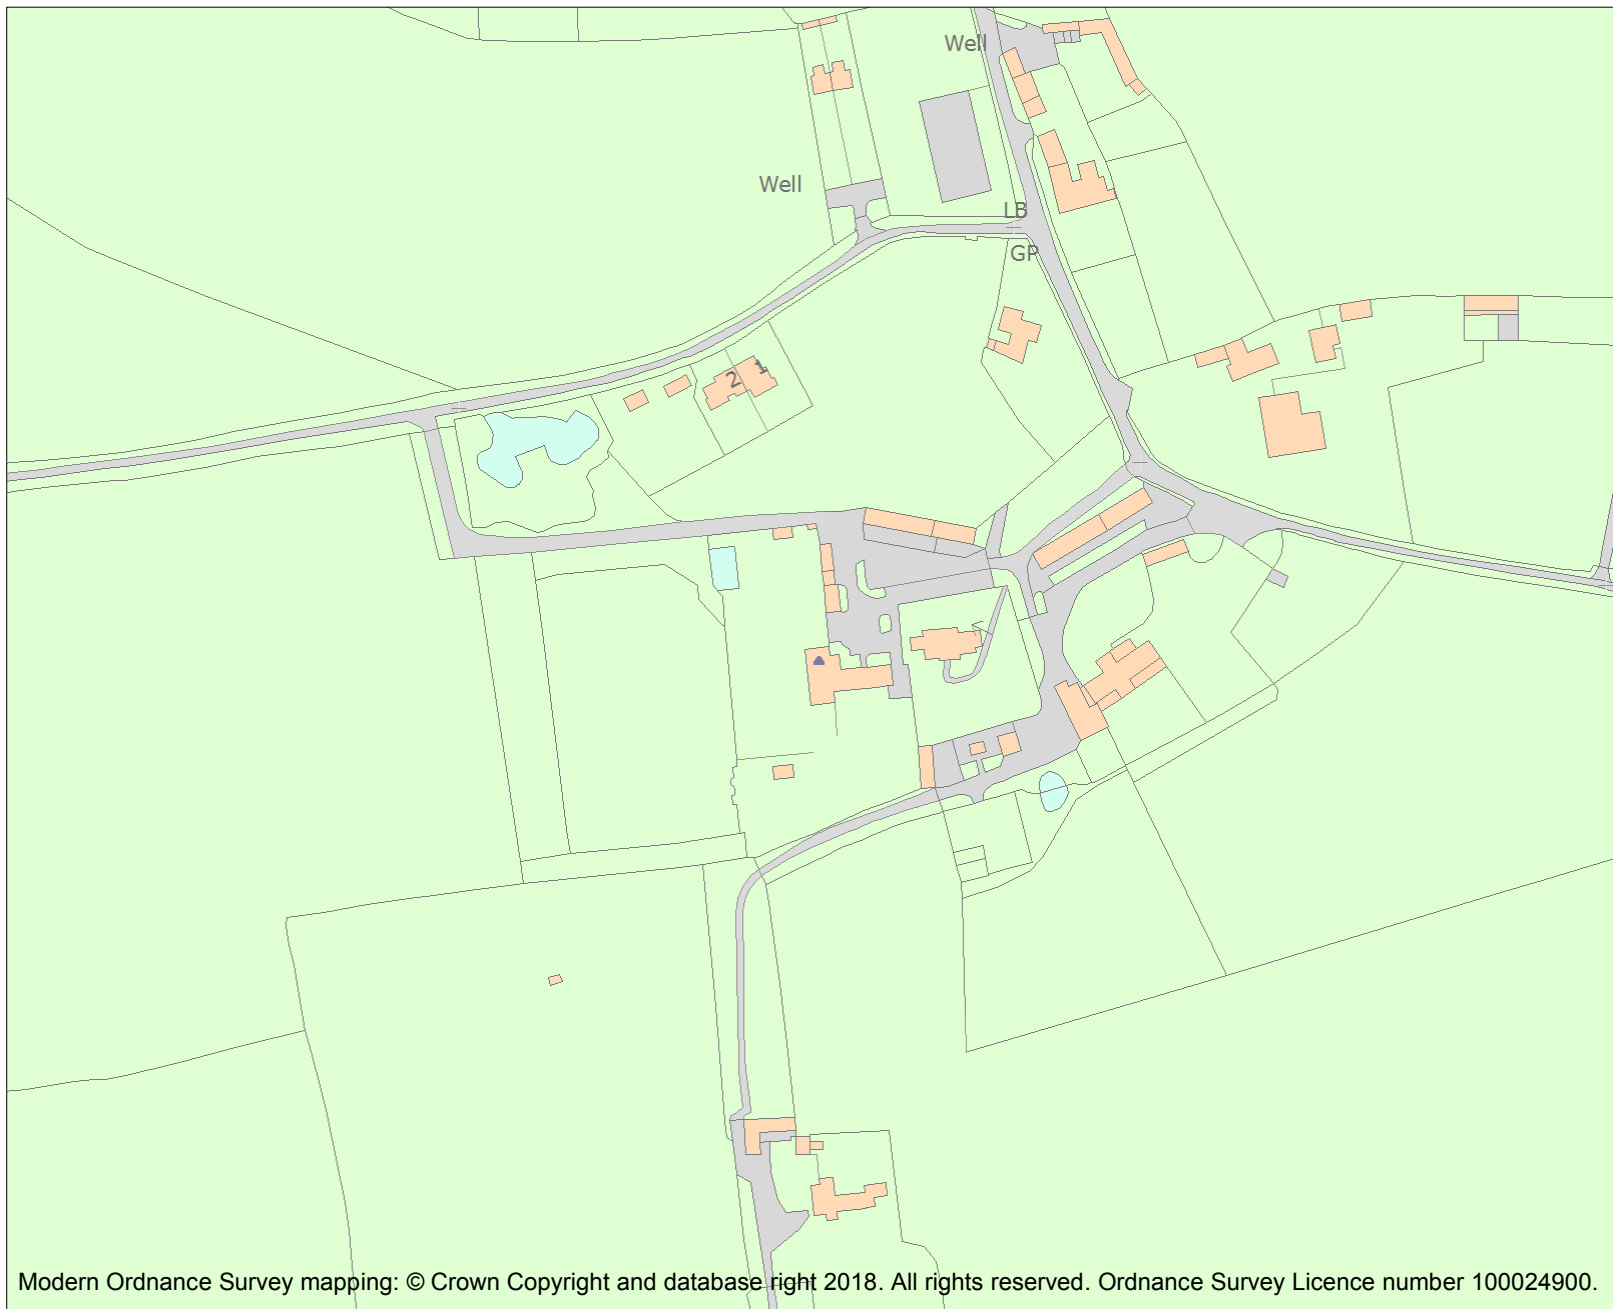 Well
Well
LB
GP
1
2
Modern Ordnance Survey mapping: © Crown Copyright and database right 2018. All rights reserved. Ordnance Survey Licence number 100024900.